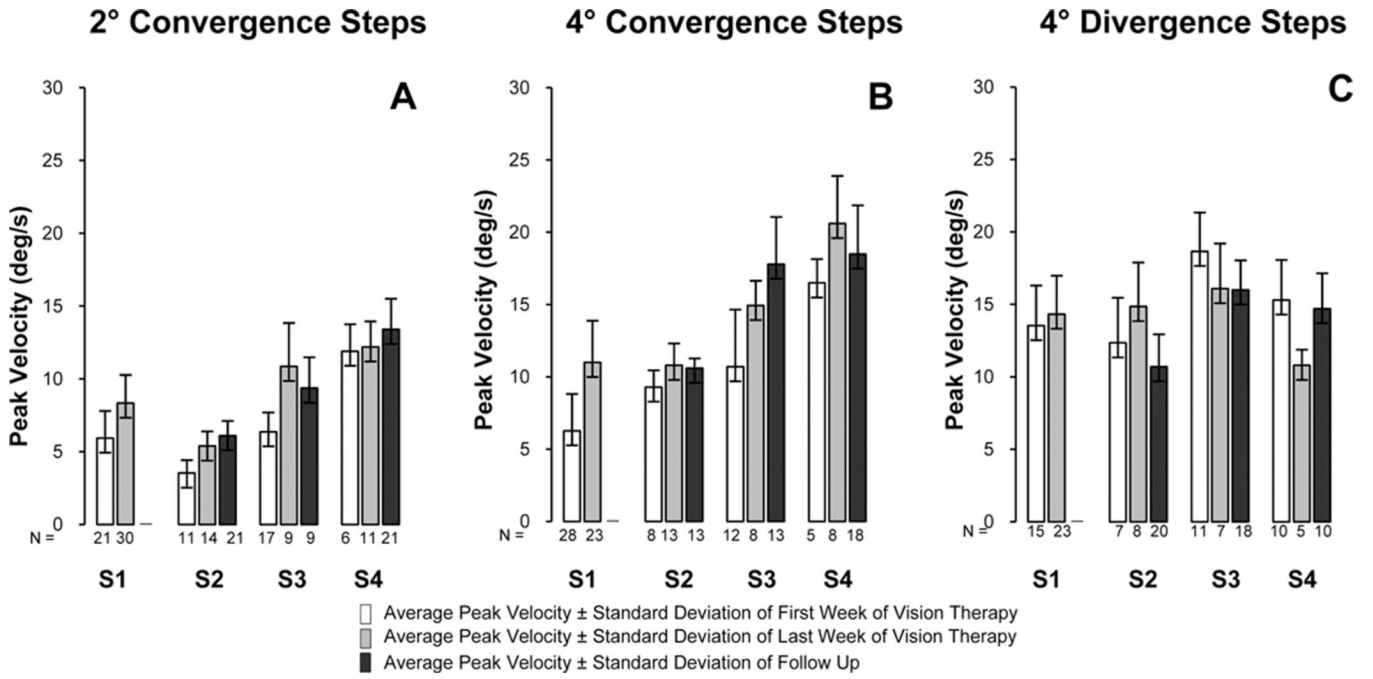 2° Convergence Steps
4° Convergence Steps
4° Divergence Steps
A
B
C
Peak Velocity (deg/s)
30
25
20
15
10
5
0
N =
21 30
11 14 21
17 9 9
6 11 21
S1 S2 S3 S4
Peak Velocity (deg/s)
30
25
20
15
10
5
0
N =
28 23
8 13 13
12 8 13
5 8 18
S1 S2 S3 S4
Peak Velocity (deg/s)
30
25
20
15
10
5
0
N =
15 23
7 8 20
11 7 18
10 5 10
S1 S2 S3 S4
Average Peak Velocity ± Standard Deviation of First Week of Vision Therapy
Average Peak Velocity ± Standard Deviation of Last Week of Vision Therapy
Average Peak Velocity ± Standard Deviation of Follow Up